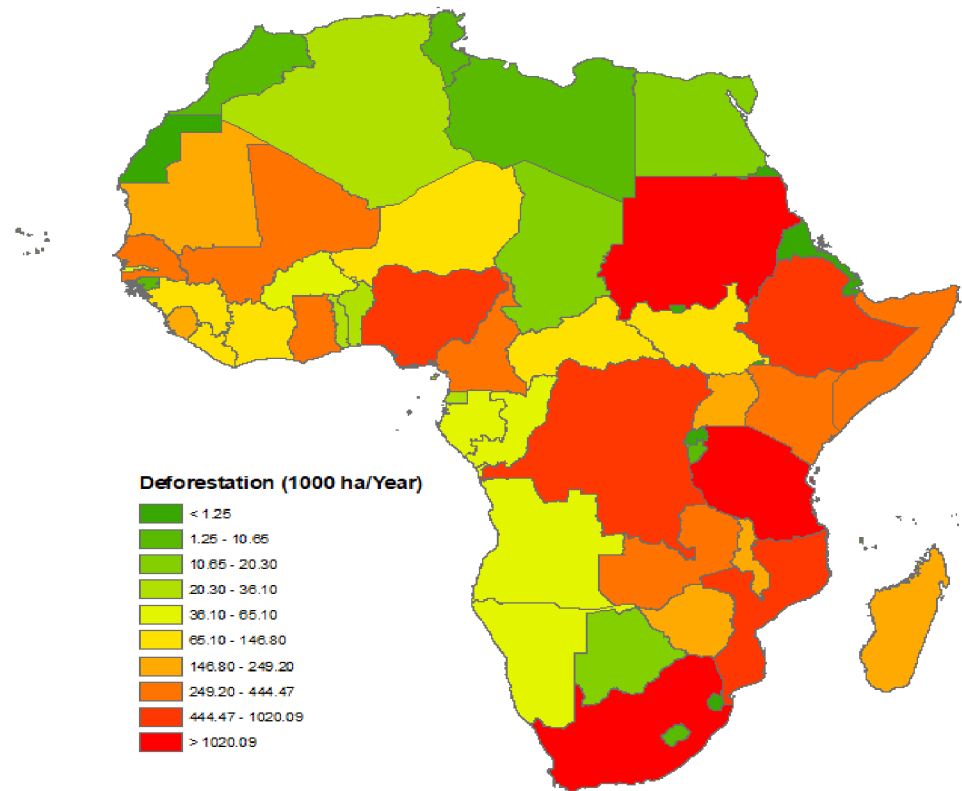 Deforestation (1000 ha/Year)
< 1.25
1.25 - 10.65
10.65 - 20.30
20.30 - 36.10
36.10 - 65.10
65.10 - 146.80
146.80 - 249.20
249.20 - 444.47
444.47 - 1020.09
> 1020.09